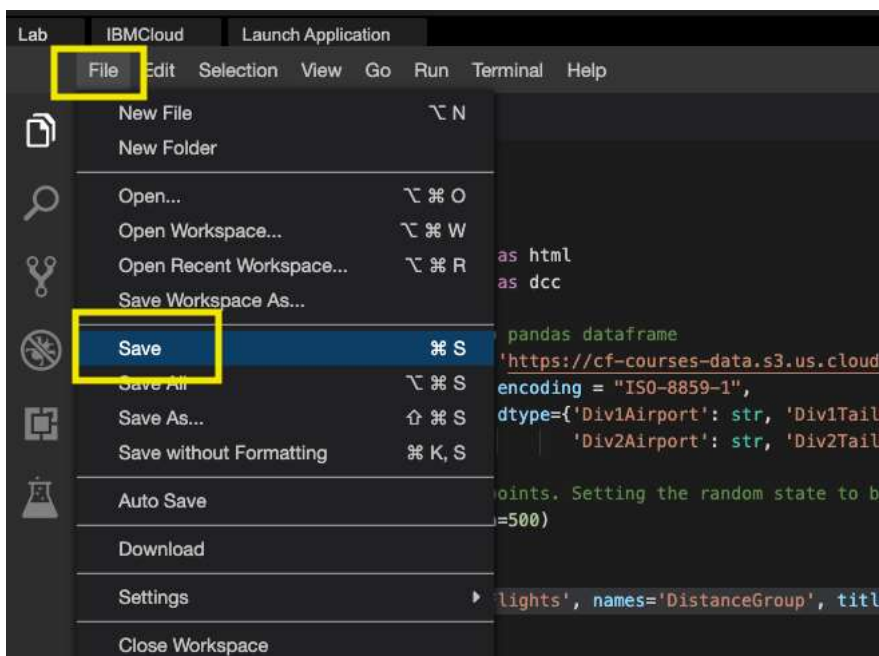 Lab IBMCloud Launch Application
File Edit Selection View Go Run Terminal Help
New File ⌥ N
New Folder
Open... ⌥ ⌘ O
Open Workspace... ⌥ ⌘ W
Open Recent Workspace... ⌥ ⌘ R
as html
as dcc
Save Workspace As...
pandas dataframe
Save ⌘ S
'https://cf-courses-data.s3.us.cloud
Save All ⌥ ⌘ S
encoding = "ISO-8859-1",
Save As... ⇧ ⌘ S
dtype={'Div1Airport': str, 'Div1Tail
Save without Formatting ⌘ K, S
'Div2Airport': str, 'Div2Tail
Auto Save
oints. Setting the random state to b
=500)
Download
Settings
lights', names='DistanceGroup', titl
Close Workspace